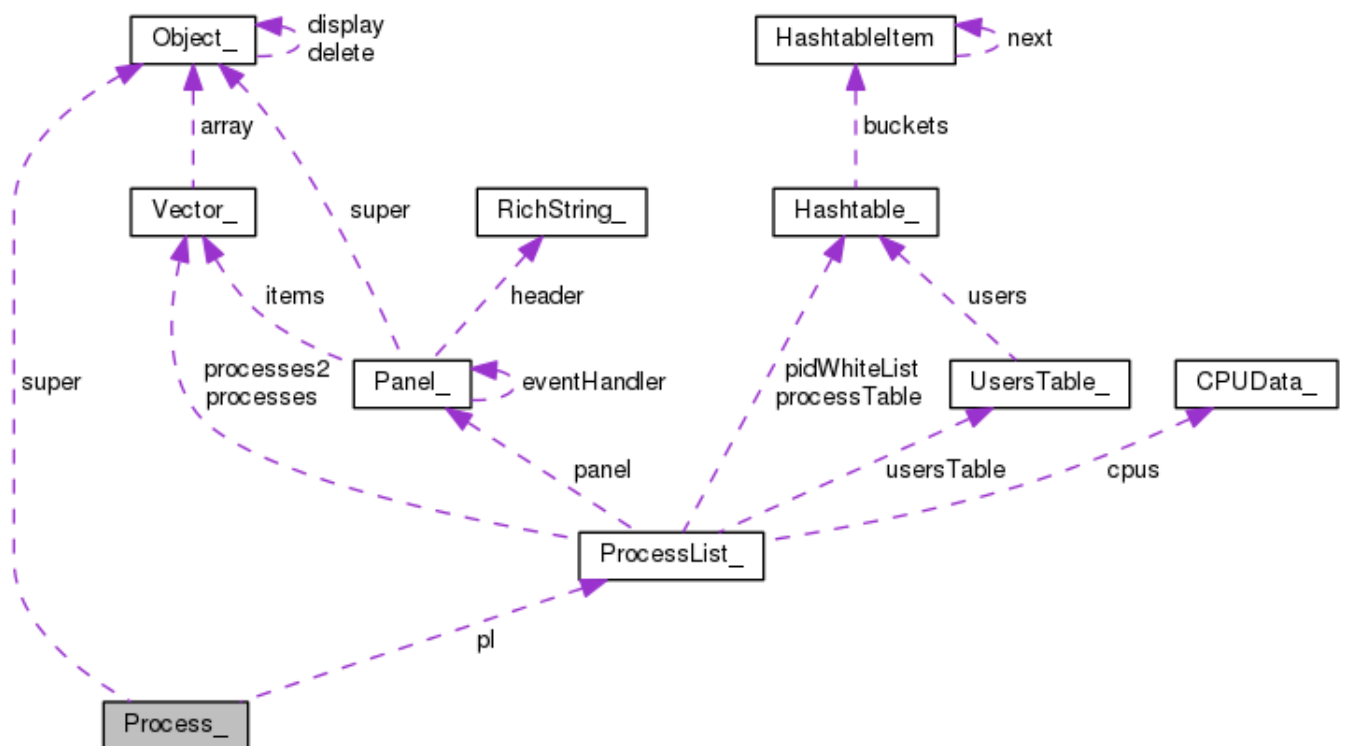 Object_
display
delete
HashtableItem
next
array
buckets
Vector_
super
RichString_
Hashtable_
items
header
users
super
processes2
processes
Panel_
eventHandler
pidWhiteList
processTable
UsersTable_
CPUData_
panel
usersTable
cpus
ProcessList_
pl
Process_